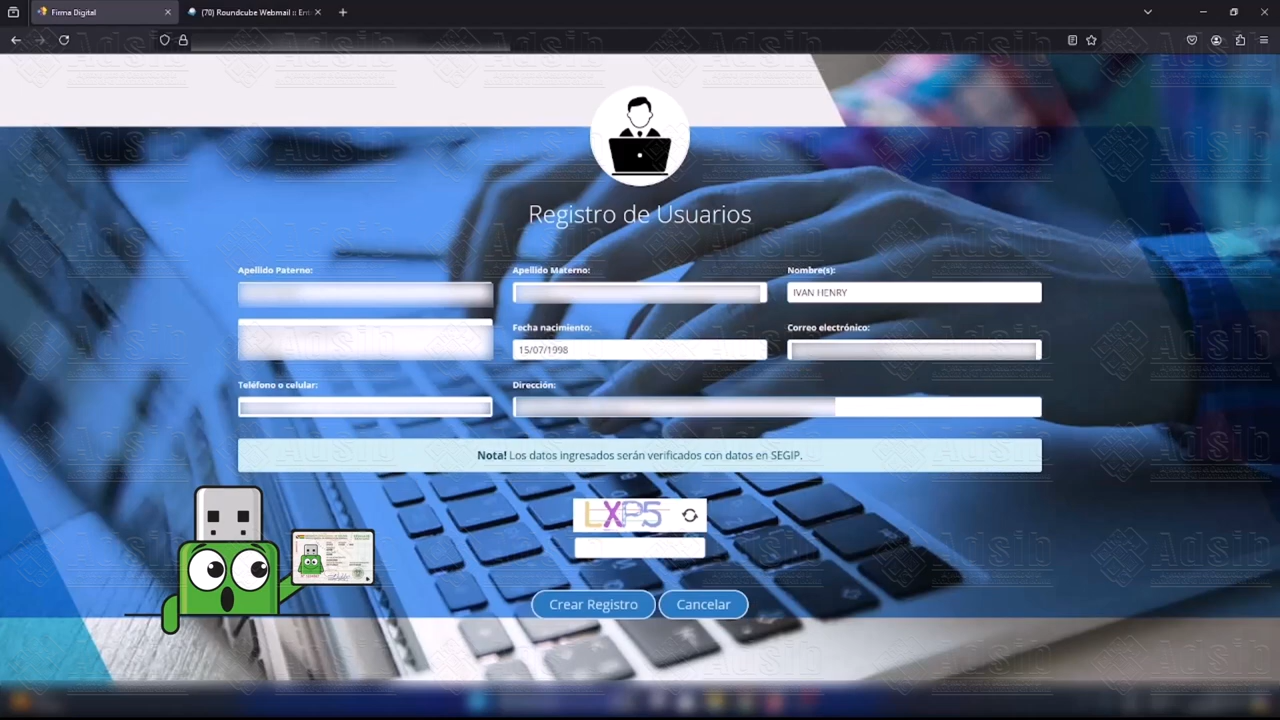 Firma Digital
(70) Roundcube Webmail :: Ent
Adsib
Registro de Usuarios
Apellido Paterno:
Apellido Materno:
Nombre(s):
IVAN HENRY
Fecha nacimiento:
Correo electrónico:
15/07/1998
Teléfono o celular:
Dirección:
Nota! Los datos ingresados serán verificados con datos en SEGIP.
LXP5
Crear Registro
Cancelar